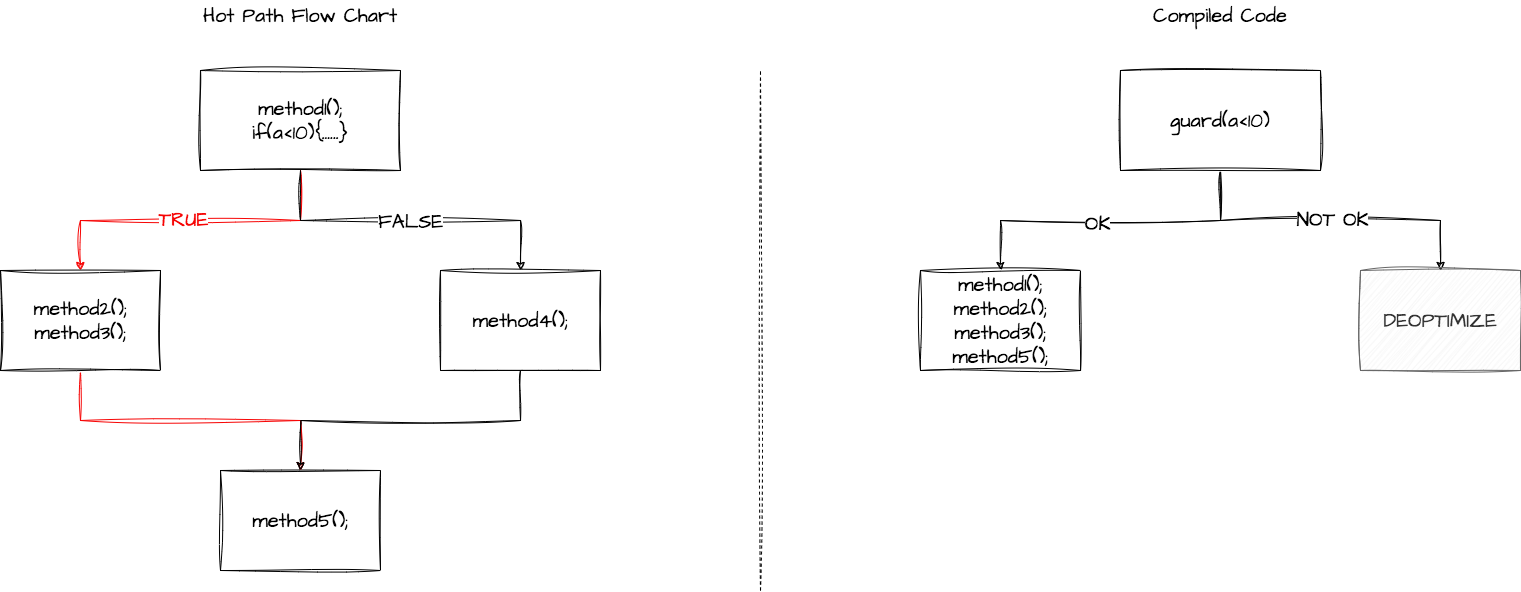 Hot Path Flow Chart
method1();
if(a<10){......}
TRUE
FALSE
method2();
method3();
method4();
method5();
Compiled Code
guard(a<10)
OK
NOT OK
method1();
method2();
method3();
method5();
DEOPTIMIZE